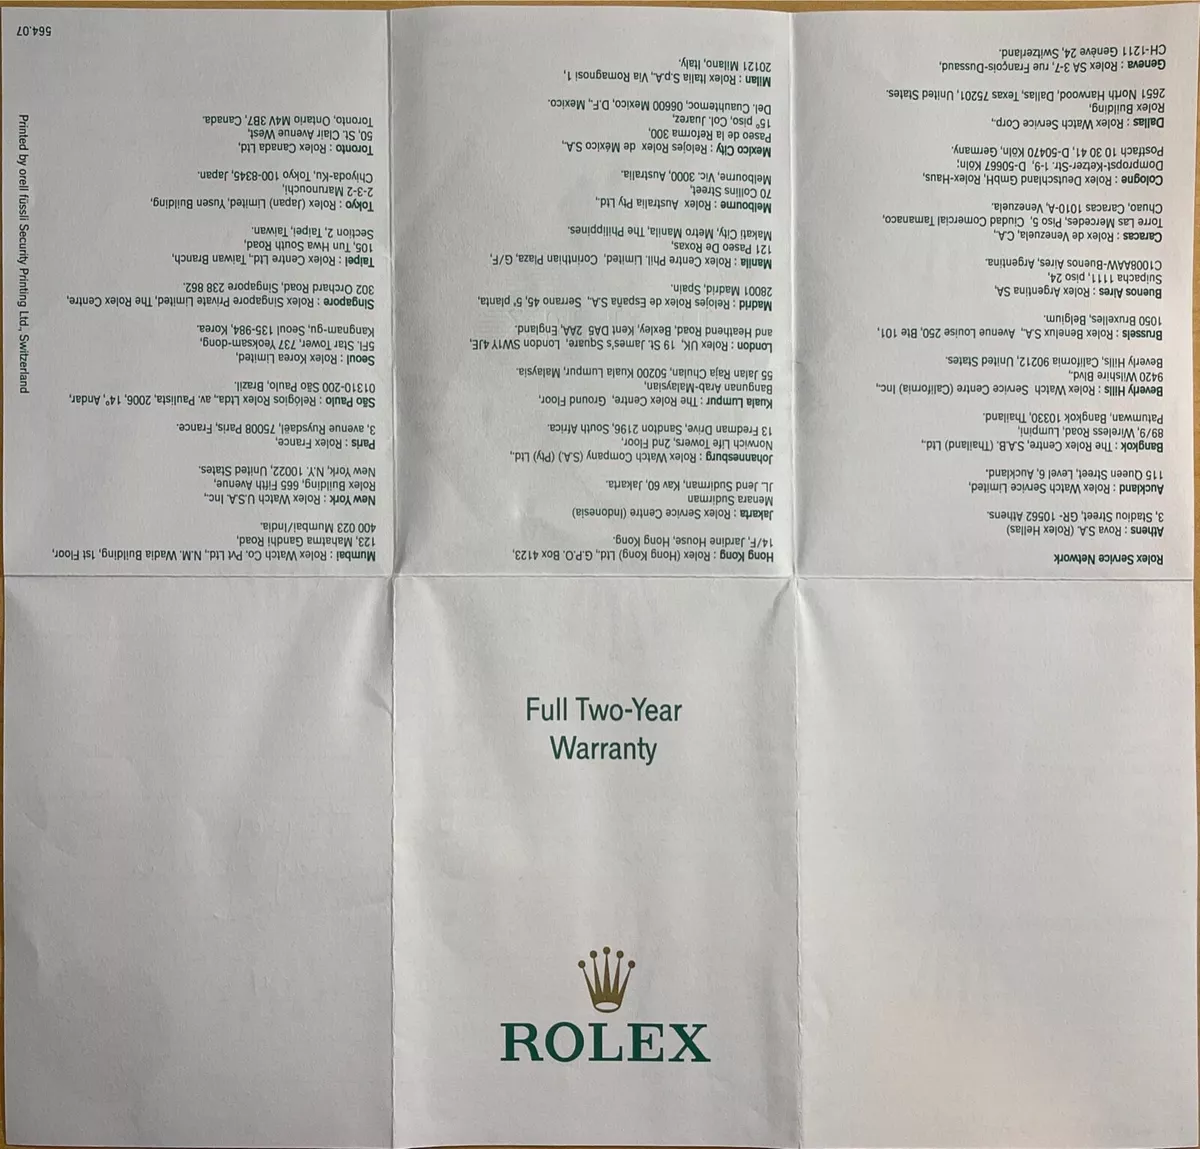 Rolex Service Network
Athens : Rova S.A. (Rolex Hellas)
3, Stadiou Street, GR- 10562 Athens.
Auckland : Rolex Watch Service Limited,
115 Queen Street, Level 6, Auckland.
Bangkok : The Rolex Centre, S.A.B. (Thailand) Ltd.,
89/9, Wireless Road, Lumpini,
Patumwan, Bangkok 10330, Thailand.
Beverly Hills : Rolex Watch Service Centre (California) Inc.,
9420 Wilshire Blvd.,
Beverly Hills, California 90212, United States.
Brussels : Rolex Benelux S.A., Avenue Louise 250, Bte 101,
1050 Bruxelles, Belgium.
Buenos Aires : Rolex Argentina SA,
Suipacha 1111, piso 24,
C1008AAW-Buenos Aires, Argentina.
Caracas : Rolex de Venezuela, C.A.,
Torre Las Mercedes, Piso 5, Ciudad Comercial Tamanaco,
Chuao, Caracas 1010-A, Venezuela.
Cologne : Rolex Deutschland GmbH, Rolex-Haus,
Dompropst-Ketzer-Str. 1-9, D-50667 Köln;
Postfach 10 30 41, D-50470 Köln, Germany.
Dallas : Rolex Watch Service Corp.,
Rolex Building,
2651 North Harwood, Dallas, Texas 75201, United States.
Geneva : Rolex SA 3-7, rue François-Dussaud,
CH-1211 Genève 24, Switzerland.
Hong Kong : Rolex (Hong Kong) Ltd., G.P.O. Box 4123,
14/F, Jardine House, Hong Kong.
Jakarta : Rolex Service Centre (Indonesia)
Menara Sudirman
JL. Jend Sudirman, Kav 60, Jakarta.
Johannesburg : Rolex Watch Company (S.A.) (Pty) Ltd.,
Norwich Life Towers, 2nd Floor,
13 Fredman Drive, Sandton 2196, South Africa.
Kuala Lumpur : The Rolex Centre, Ground Floor,
Bangunan Arab-Malaysian,
55 Jalan Raja Chulan, 50200 Kuala Lumpur, Malaysia.
London : Rolex UK, 19 St. James's Square, London SW1Y 4JE,
and Heathend Road, Bexley, Kent DA5 2AA, England.
Madrid : Relojes Rolex de España S.A., Serrano 45, 5ª planta,
28001 Madrid, Spain.
Manila : Rolex Centre Phil. Limited, Corinthian Plaza, G/F,
121 Paseo De Roxas,
Makati City, Metro Manila, The Philippines.
Melbourne : Rolex Australia Pty Ltd.,
70 Collins Street,
Melbourne, Vic. 3000, Australia.
Mexico City : Relojes Rolex de México S.A.,
Paseo de la Reforma 300,
15° piso, Col. Juarez,
Del. Cuauhtemoc, 06600 Mexico, D.F., Mexico.
Milan : Rolex Italia S.p.A., Via Romagnosi 1,
20121 Milano, Italy.
Mumbai : Rolex Watch Co. Pvt Ltd., N.M. Wadia Building, 1st Floor,
123, Mahatma Gandhi Road,
400 023 Mumbai/India.
New York : Rolex Watch U.S.A. Inc.,
Rolex Building, 665 Fifth Avenue,
New York, N.Y. 10022, United States.
Paris : Rolex France,
3, avenue Ruysdaël, 75008 Paris, France.
São Paulo : Relógios Rolex Ltda., av. Paulista, 2006, 14°, Andar,
01310-200 São Paulo, Brazil.
Seoul : Rolex Korea Limited,
5Fl. Star Tower, 737 Yeoksam-dong,
Kangnam-gu, Seoul 135-984, Korea.
Singapore : Rolex Singapore Private Limited, The Rolex Centre,
302 Orchard Road, Singapore 238 862.
Taipei : Rolex Centre Ltd., Taiwan Branch,
105, Tun Hwa South Road,
Section 2, Taipei, Taiwan.
Tokyo : Rolex (Japan) Limited, Yusen Building,
2-3-2 Marunouchi,
Chiyoda-Ku, Tokyo 100-8345, Japan.
Toronto : Rolex Canada Ltd,
50, St. Clair Avenue West,
Toronto, Ontario M4V 3B7, Canada.
564.07
Printed by orell füssli Security Printing Ltd., Switzerland
Full Two-Year
Warranty
ROLEX